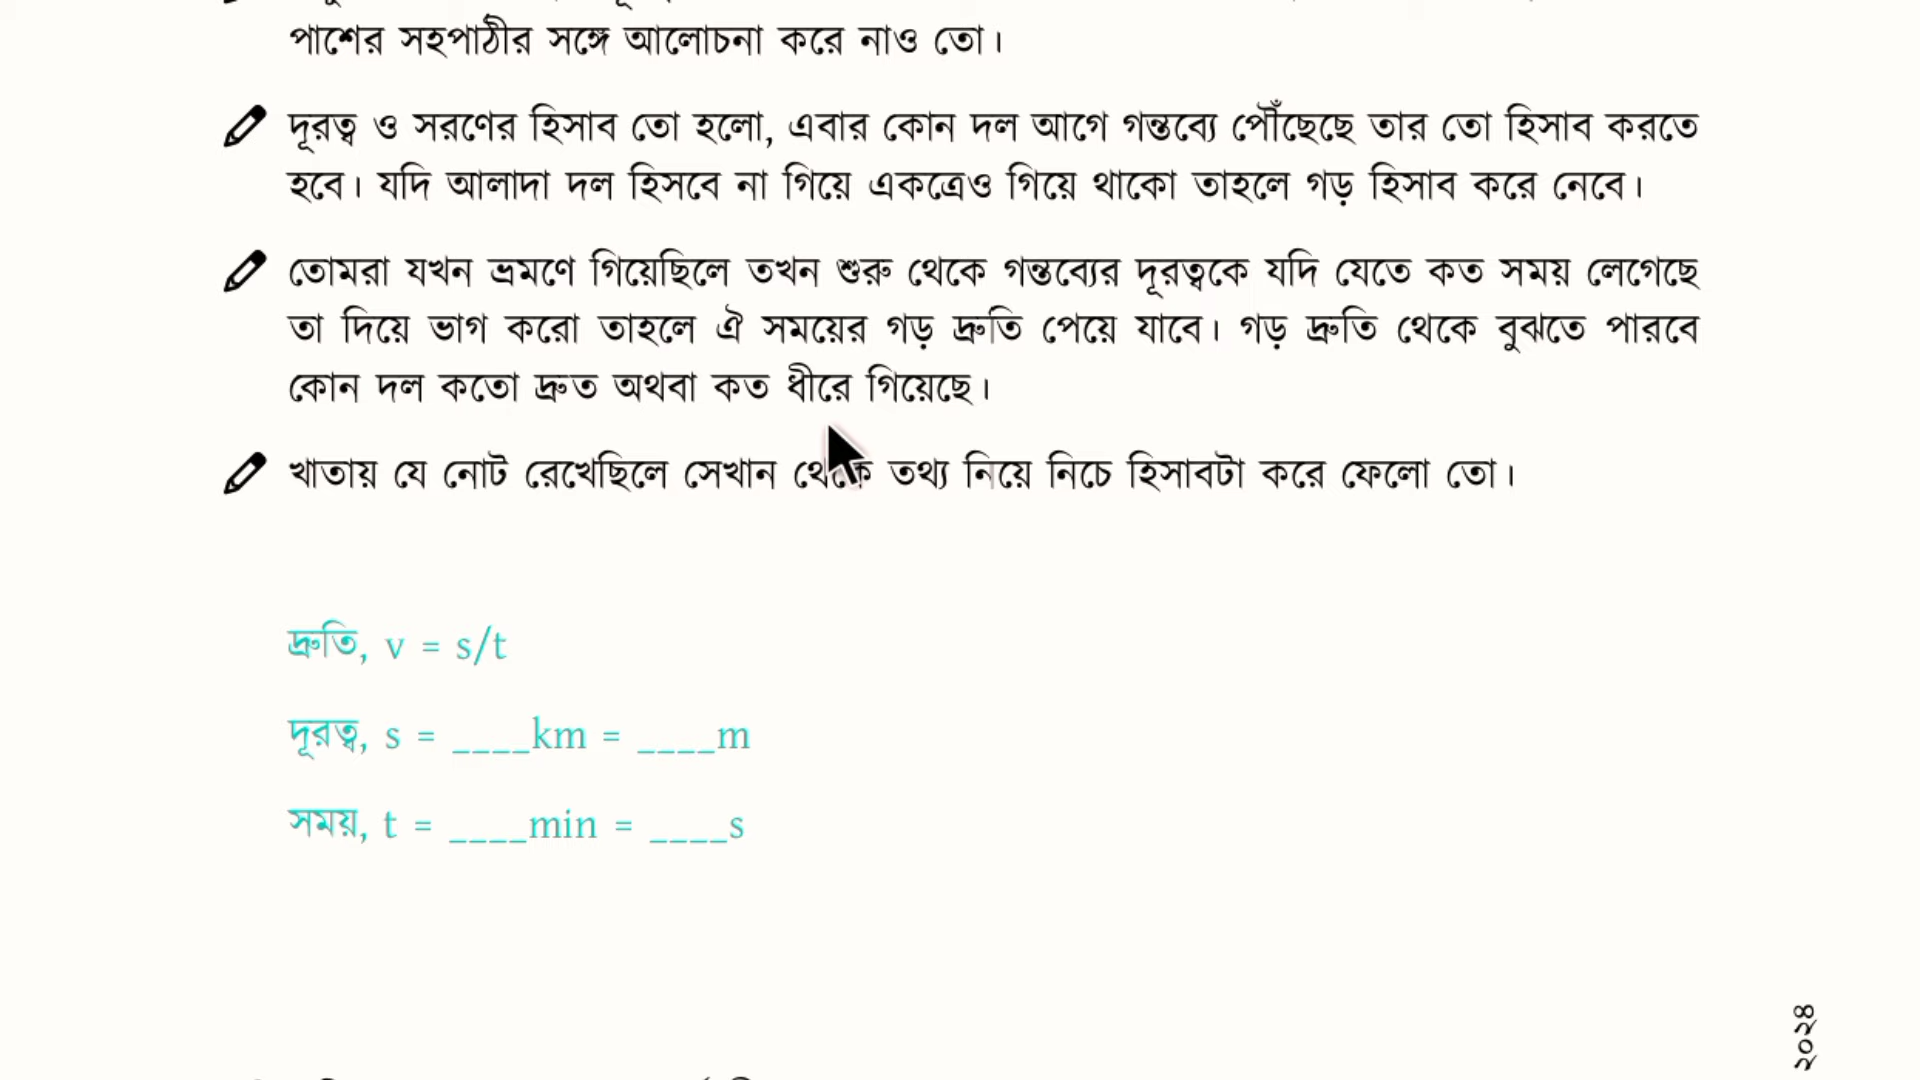 পাশের সহপাঠীর সঙ্গে আলোচনা করে নাও তো।
দূরত্ব ও সরণের হিসাব তো হলো, এবার কোন দল আগে গন্তব্যে পৌঁছেছে তার তো হিসাব করতে
হবে। যদি আলাদা দল হিসবে না গিয়ে একত্রেও গিয়ে থাকো তাহলে গড় হিসাব করে নেবে।
তোমরা যখন ভ্রমণে গিয়েছিলে তখন শুরু থেকে গন্তব্যের দূরত্বকে যদি যেতে কত সময় লেগেছে
তা দিয়ে ভাগ করো তাহলে ঐ সময়ের গড় দ্রুতি পেয়ে যাবে। গড় দ্রুতি থেকে বুঝতে পারবে
কোন দল কতো দ্রুত অথবা কত ধীরে গিয়েছে।
খাতায় যে নোট রেখেছিলে সেখান থেকে তথ্য নিয়ে নিচে হিসাবটা করে ফেলো তো।
দ্রুতি, v = s/t
দূরত্ব, s = ____km = ____m
সময়, t = ____min = ____s
২০২৪